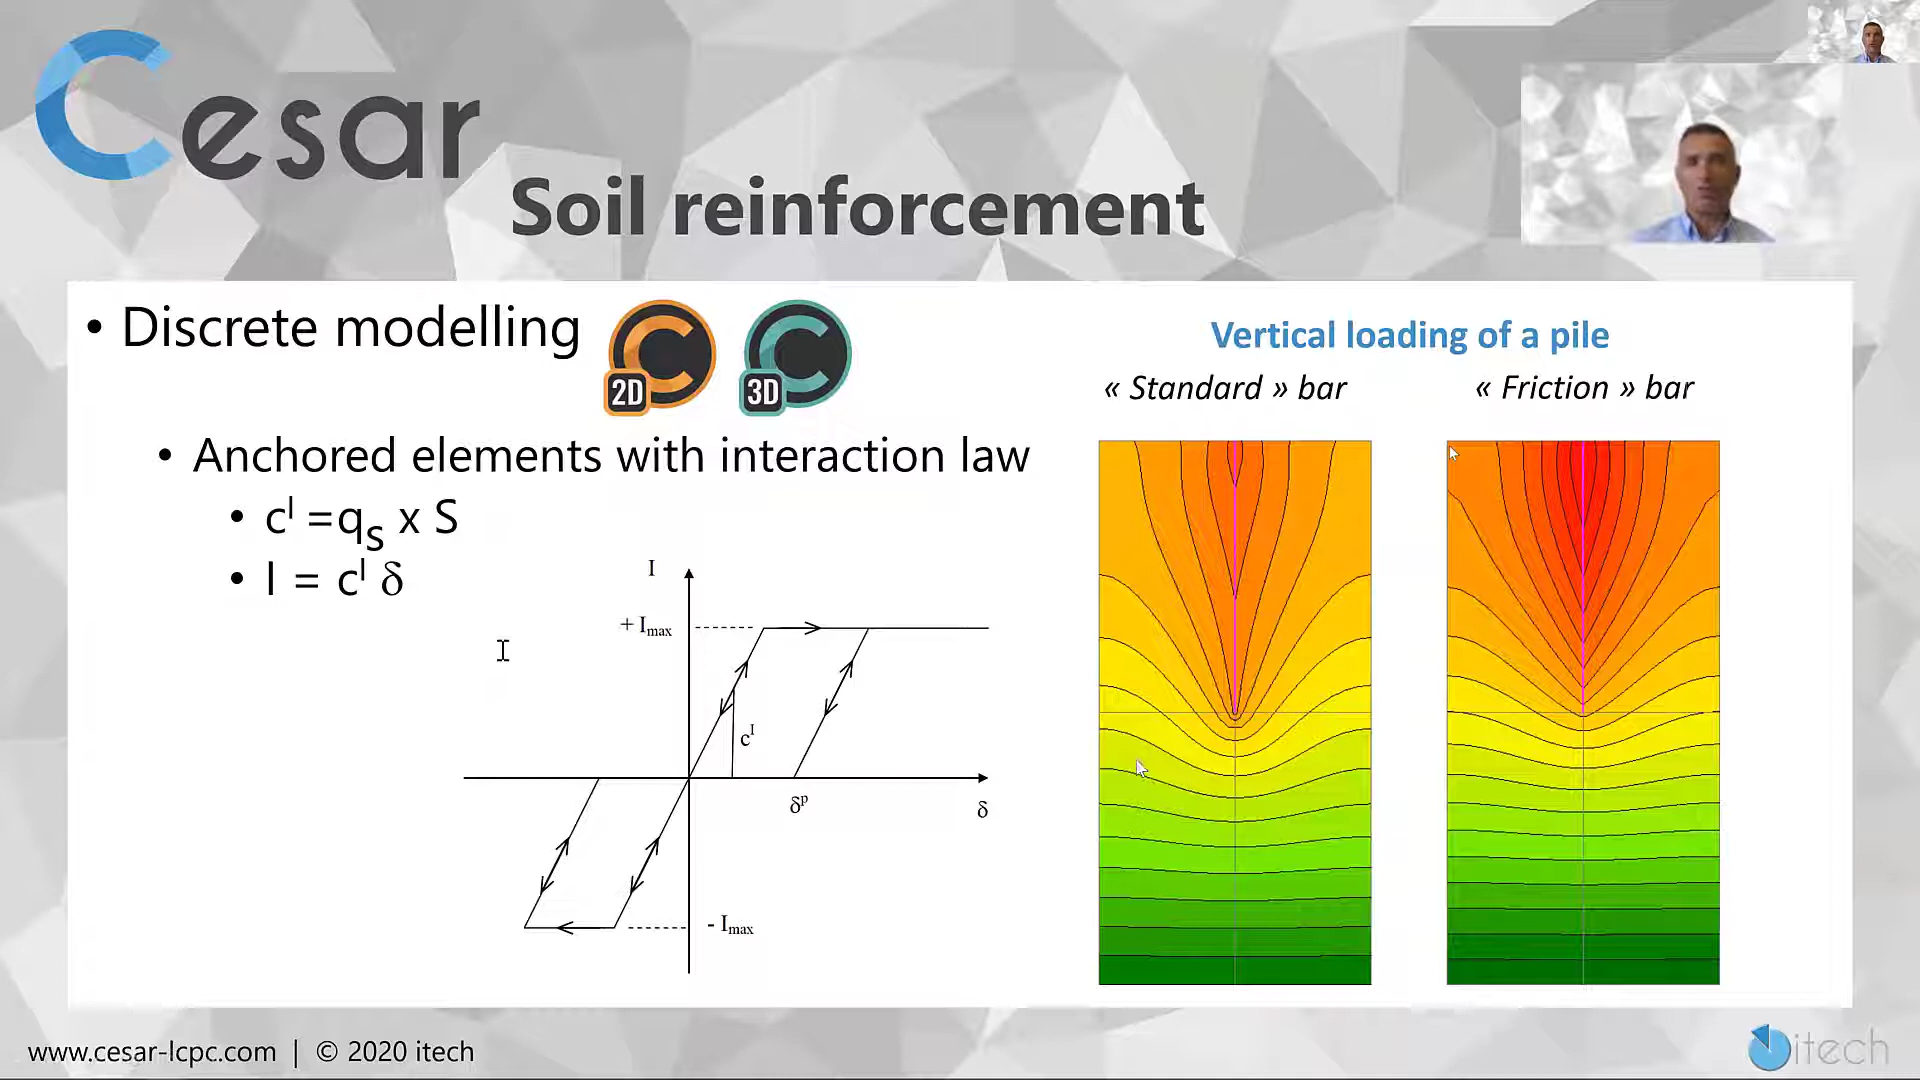 Cesar
Soil reinforcement
• Discrete modelling
2D
3D
• Anchored elements with interaction law
• cᴵ =qₛ x S
• I = cᴵ δ
I
+ Imax
cᴵ
δᵖ
δ
- Imax
Vertical loading of a pile
« Standard » bar
« Friction » bar
www.cesar-lcpc.com | © 2020 itech
itech